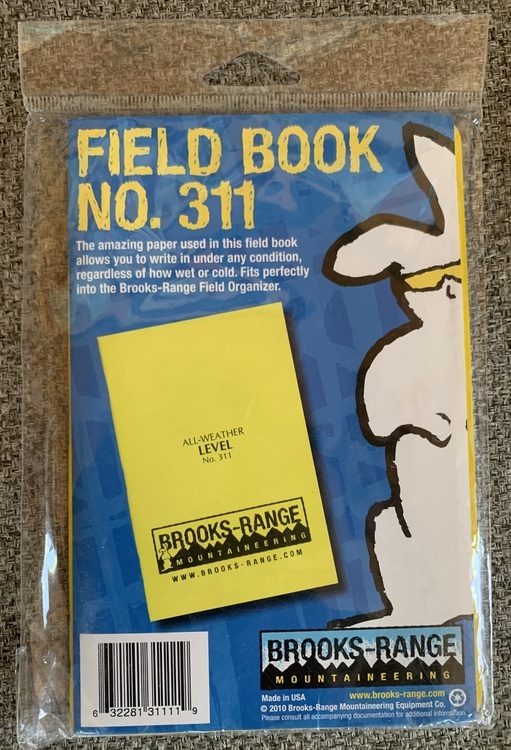 FIELD BOOK
NO. 311
The amazing paper used in this field book
allows you to write in under any condition,
regardless of how wet or cold. Fits perfectly
into the Brooks-Range Field Organizer.
ALL-WEATHER
LEVEL
No. 311
BROOKS-RANGE
MOUNTAINEERING
WWW.BROOKS-RANGE.COM
BROOKS-RANGE
MOUNTAINEERING
6 32281 31111 9
Made in USA www.brooks-range.com
© 2010 Brooks-Range Mountaineering Equipment Co.
Please consult all accompanying documentation for additional information.